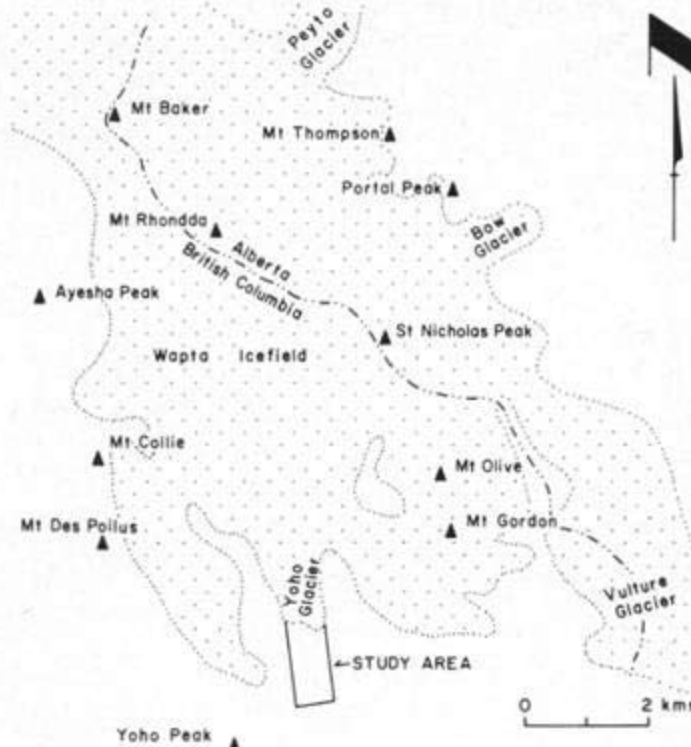 Peyto
Glacier
Mt Baker
Mt Thompson
Portal Peak
Mt Rhondda
Bow
Glacier
Alberta
British Columbia
Ayesha Peak
St Nicholas Peak
Wapta Icefield
Mt Collie
Mt Olive
Mt Des Poilus
Mt Gordon
Yoho
Glacier
Vulture
Glacier
STUDY AREA
0 2 kms
Yoho Peak